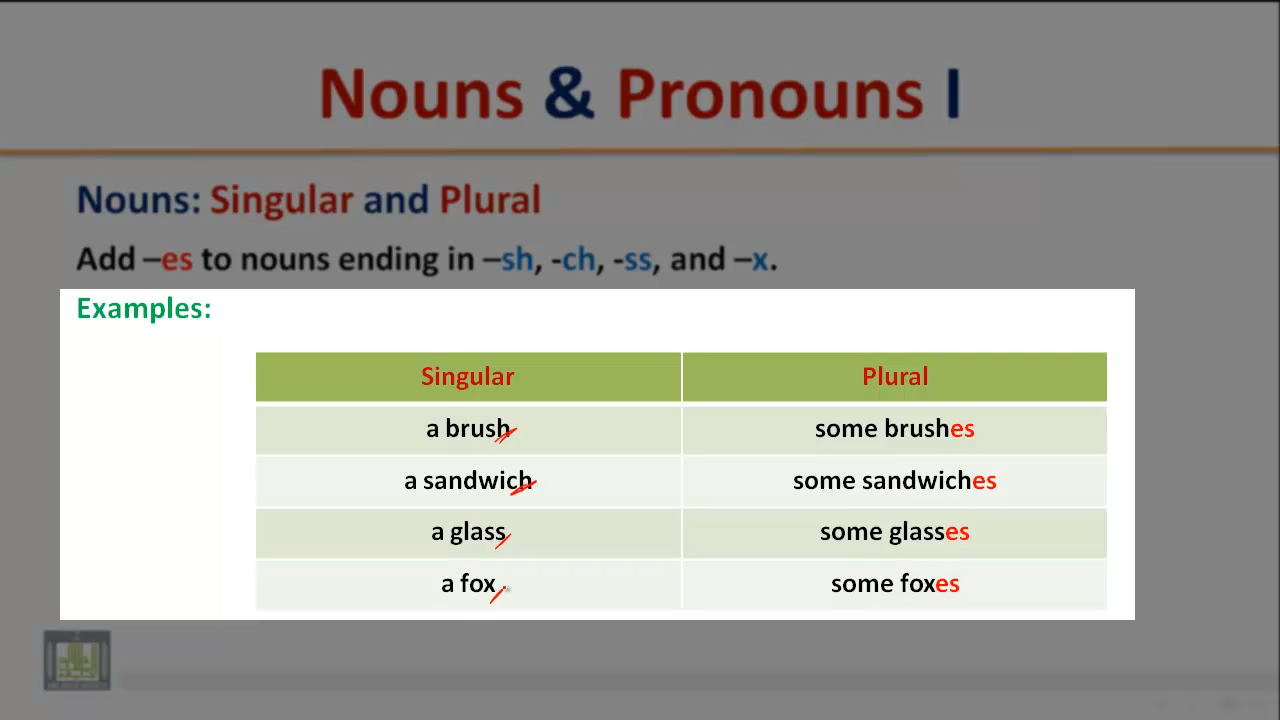 Nouns & Pronouns I
Nouns: Singular and Plural
Add –es to nouns ending in –sh, -ch, -ss, and –x.
Examples:
Singular Plural
a brush some brushes
a sandwich some sandwiches
a glass some glasses
a fox some foxes